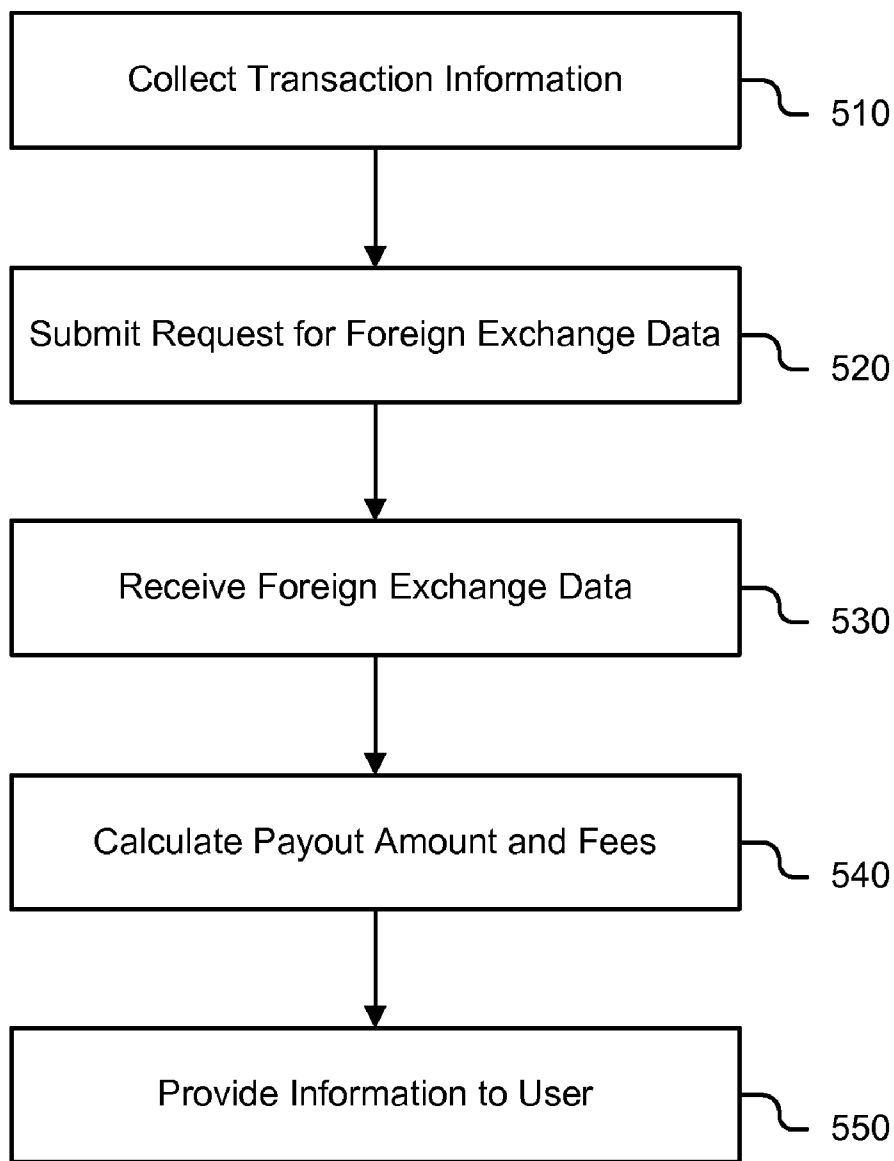 Collect Transaction Information
510
Submit Request for Foreign Exchange Data
520
Receive Foreign Exchange Data
530
Calculate Payout Amount and Fees
540
Provide Information to User
550